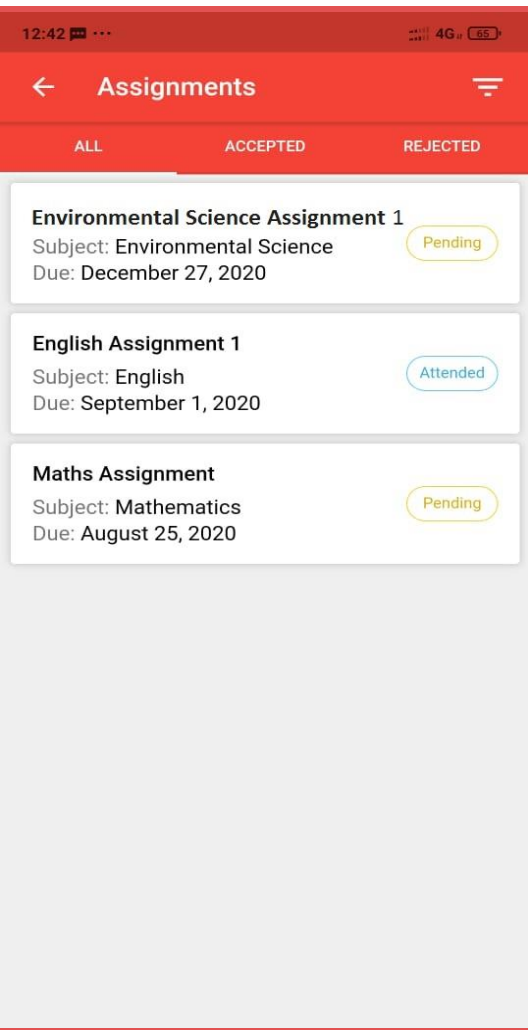 12:42 ... 4G 65
Assignments
ALL ACCEPTED REJECTED
Environmental Science Assignment 1
Subject: Environmental Science
Due: December 27, 2020
Pending
English Assignment 1
Subject: English
Due: September 1, 2020
Attended
Maths Assignment
Subject: Mathematics
Due: August 25, 2020
Pending